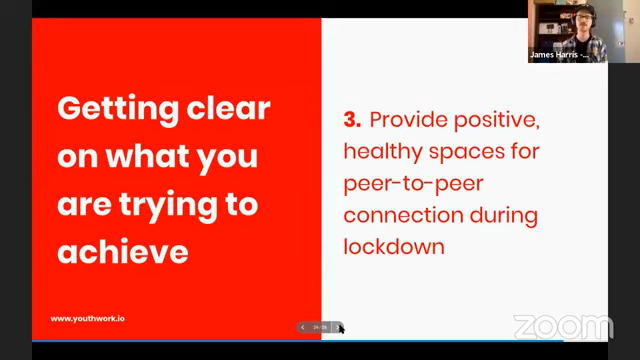 James Harris -...
Getting clear
on what you
are trying to
achieve
3. Provide positive,
healthy spaces for
peer-to-peer
connection during
lockdown
www.youthwork.io
zoom